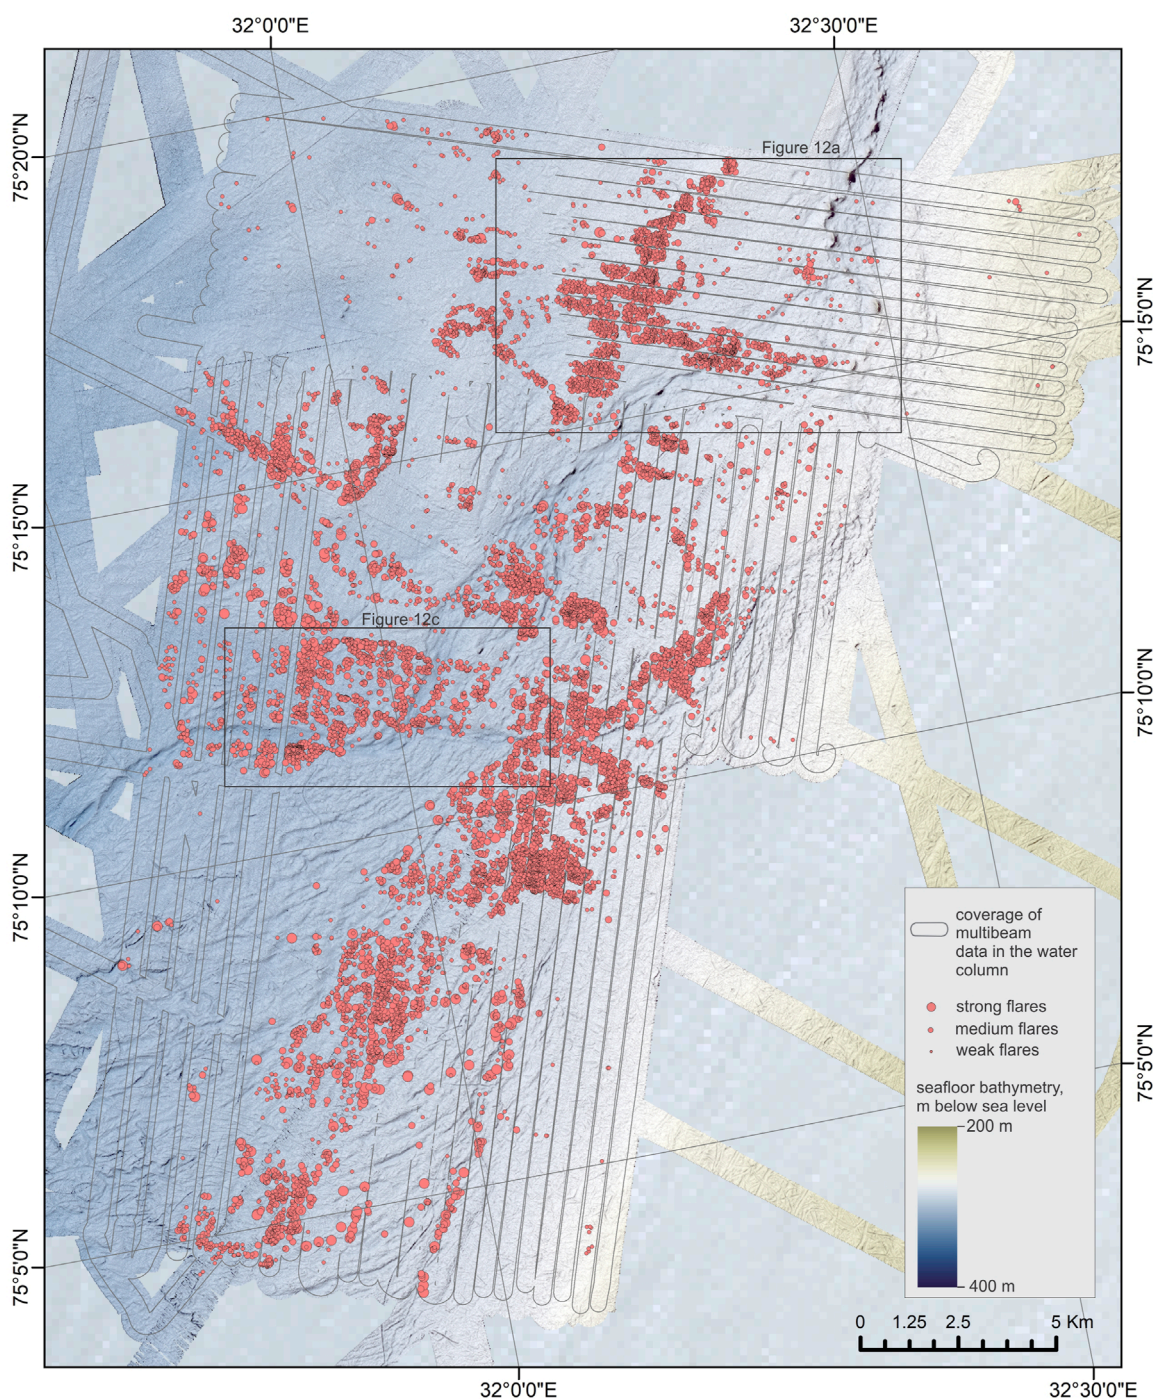 32°0'0"E
32°30'0"E
75°20'0"N
Figure 12a
75°15'0"N
75°15'0"N
Figure 12c
75°10'0"N
75°10'0"N
coverage of
multibeam
data in the water
column
strong flares
medium flares
weak flares
75°5'0"N
seafloor bathymetry,
m below sea level
200 m
75°5'0"N
400 m
0 1.25 2.5 5 Km
32°0'0"E
32°30'0"E